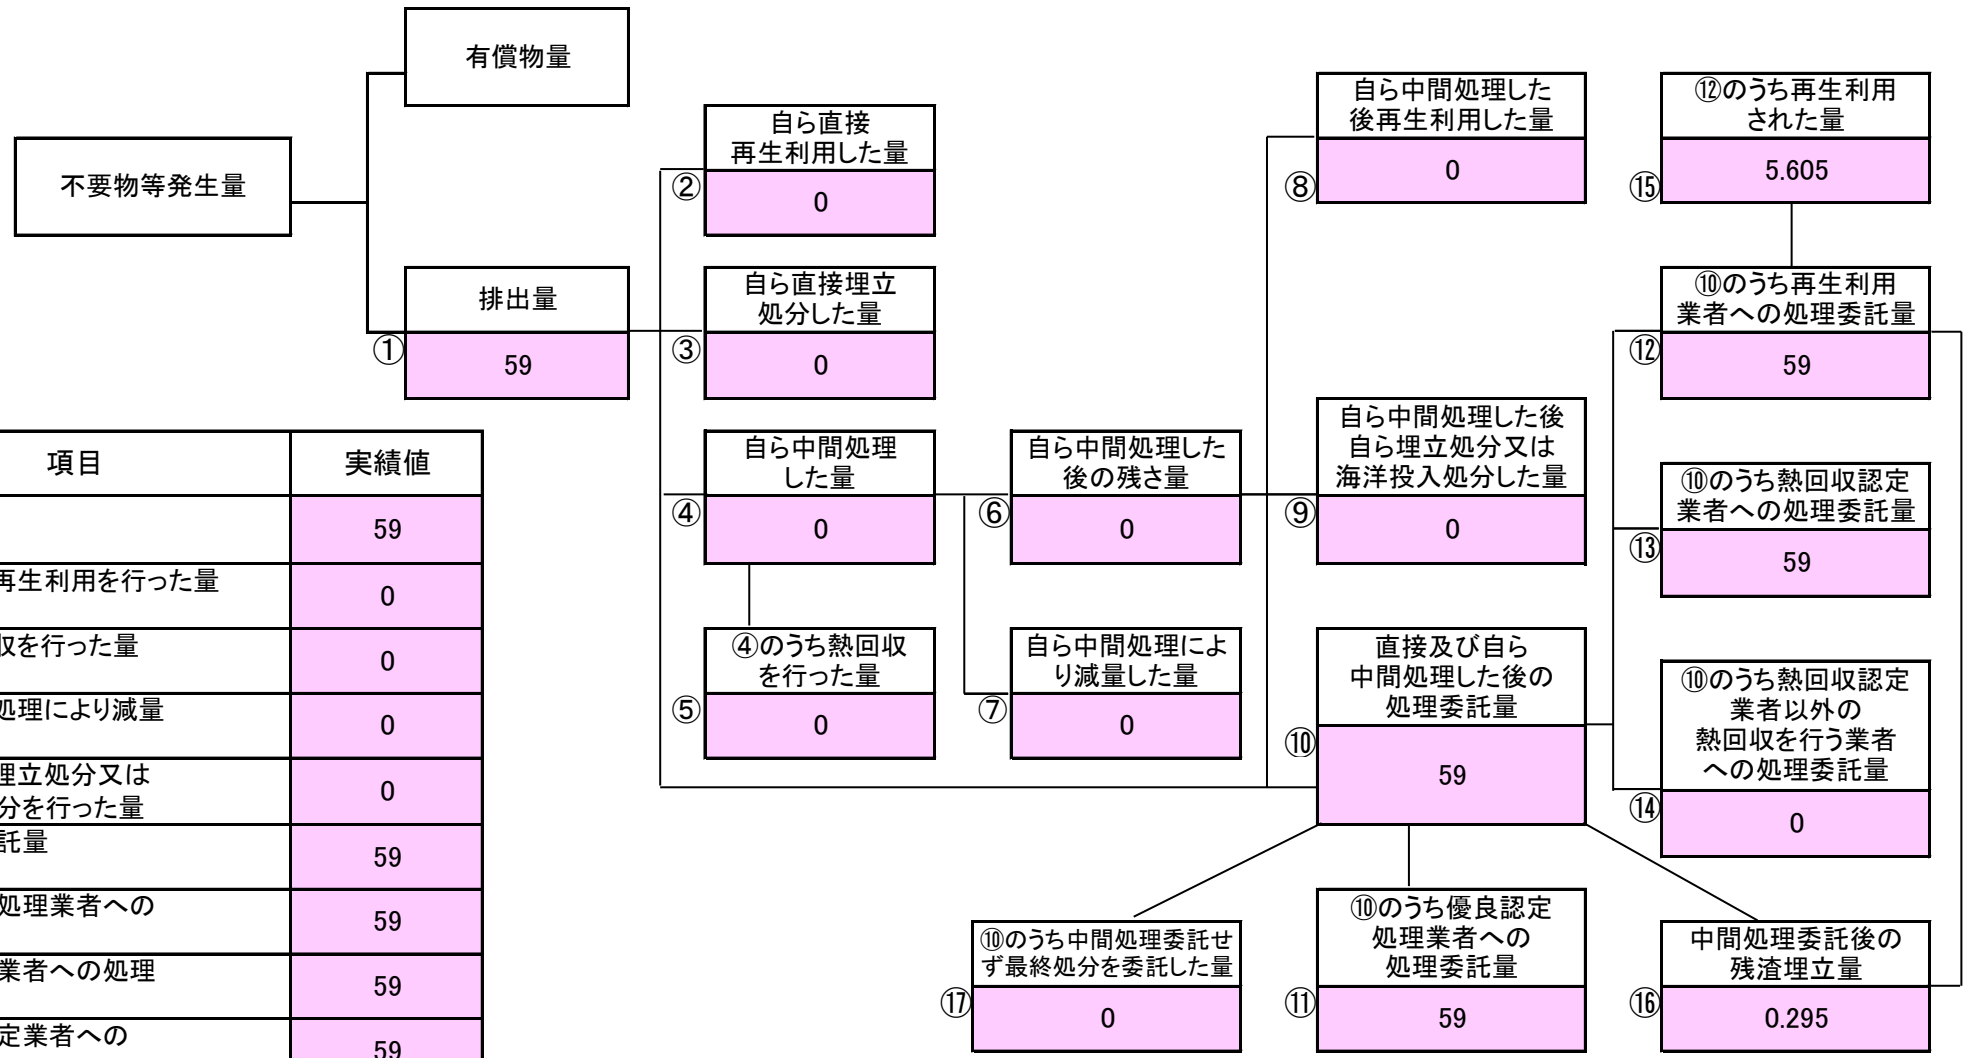 有償物量
不要物等発生量
排出量
①
59
自ら直接
再生利用した量
②
0
自ら直接埋立
処分した量
③
0
自ら中間処理
した量
④
0
④のうち熱回収
を行った量
⑤
0
自ら中間処理した
後の残さ量
⑥
0
自ら中間処理によ
り減量した量
⑦
0
自ら中間処理した
後再生利用した量
⑧
0
自ら中間処理した後
自ら埋立処分又は
海洋投入処分した量
⑨
0
直接及び自ら
中間処理した後の
処理委託量
⑩
59
⑫のうち再生利用
された量
⑮
5.605
⑩のうち再生利用
業者への処理委託量
⑫
59
⑩のうち熱回収認定
業者への処理委託量
⑬
59
⑩のうち熱回収認定
業者以外の
熱回収を行う業者
への処理委託量
⑭
0
⑩のうち中間処理委託せ
ず最終処分を委託した量
⑰
0
⑩のうち優良認定
処理業者への
処理委託量
⑪
59
中間処理委託後の
残渣埋立量
⑯
0.295
項目 実績値
59
再生利用を行った量
0
収を行った量
0
処理により減量
0
埋立処分又は
分を行った量
0
託量
59
処理業者への
59
業者への処理
59
定業者への
59